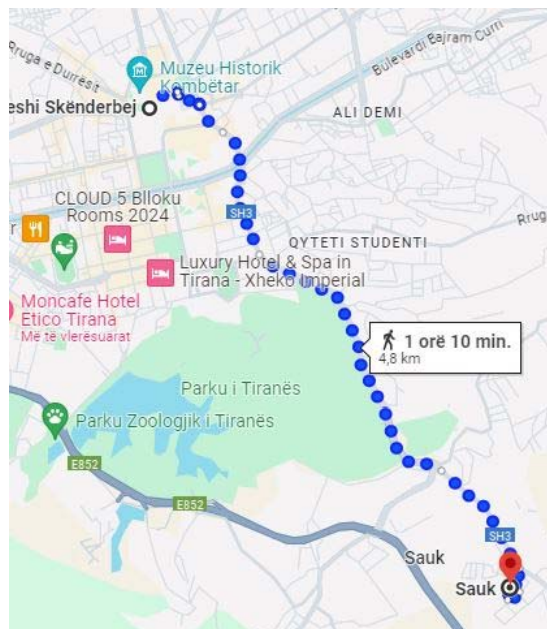 Rruga e Durrësit
Muzeu Historik
Kombëtar
Bulevardi Bajram Curri
eshi Skënderbej
ALI DEMI
CLOUD 5 Blloku
Rooms 2024
SH3
Rrug
r
QYTETI STUDENTI
Luxury Hotel & Spa in
Tirana - Xheko Imperial
Moncafe Hotel
Etico Tirana
Më të vlerësuarat
1 orë 10 min.
4,8 km
Parku i Tiranës
Parku Zoologjik i Tiranës
E852
E852
SH3
Sauk
Sauk